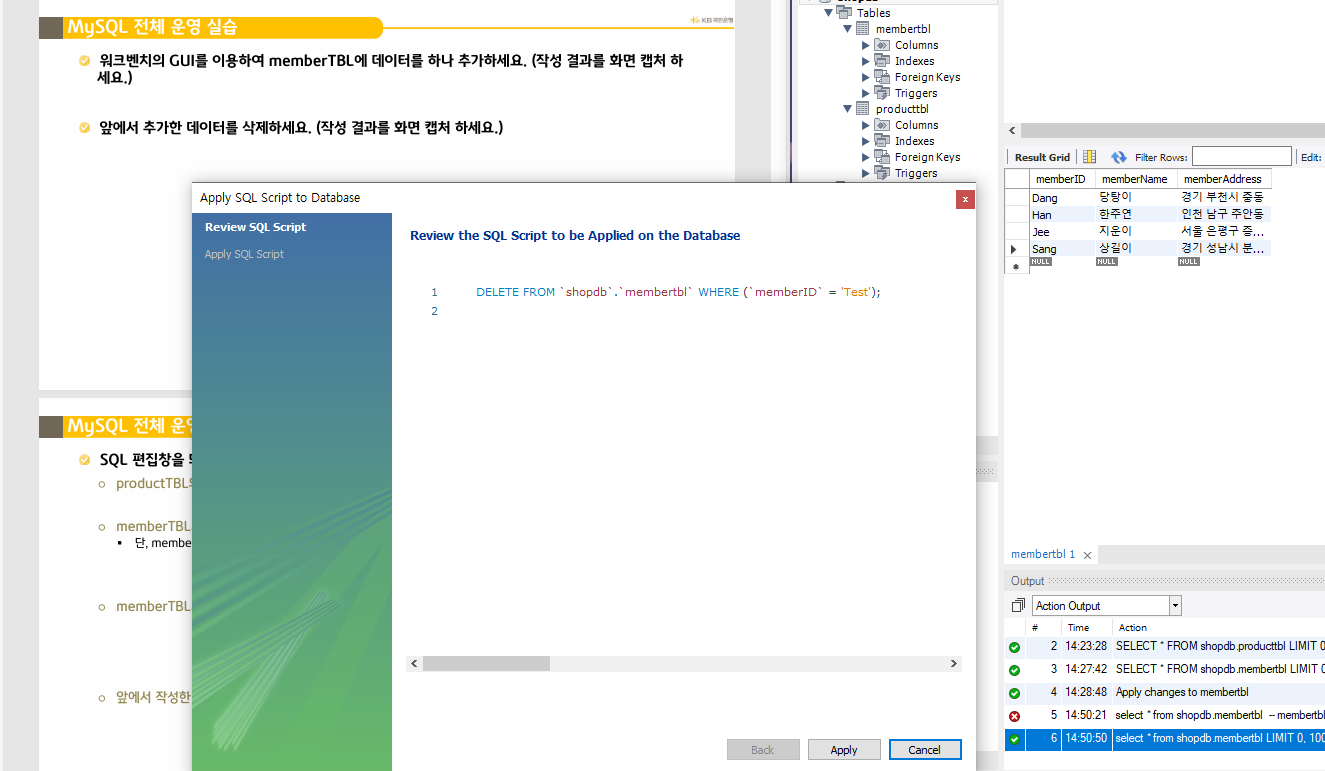 MySQL 전체 운영 실습
KB 국민은행
워크벤치의 GUI를 이용하여 memberTBL에 데이터를 하나 추가하세요. (작성 결과를 화면 캡처 하
세요.)
앞에서 추가한 데이터를 삭제하세요. (작성 결과를 화면 캡처 하세요.)
Tables
membertbl
Columns
Indexes
Foreign Keys
Triggers
producttbl
Columns
Indexes
Foreign Keys
Triggers
Result Grid Filter Rows: Edit:
memberID memberName memberAddress
Dang 당탕이 경기 부천시 중동
Han 한주연 인천 남구 주안동
Jee 지운이 서울 은평구 증...
Sang 상길이 경기 성남시 분...
NULL NULL NULL
Apply SQL Script to Database
x
Review SQL Script
Apply SQL Script
Review the SQL Script to be Applied on the Database
1 DELETE FROM `shopdb`.`membertbl` WHERE (`memberID` = 'Test');
2
Back Apply Cancel
MySQL 전체
SQL 편집창을
productTBL
memberTBL
단, membe
memberTBL
앞에서 작성한
membertbl 1
Output
Action Output
# Time Action
2 14:23:28 SELECT * FROM shopdb.producttbl LIMIT 0
3 14:27:42 SELECT * FROM shopdb.membertbl LIMIT 0
4 14:28:48 Apply changes to membertbl
5 14:50:21 select * from shopdb.membertbl -- membertbl
6 14:50:50 select * from shopdb.membertbl LIMIT 0, 100